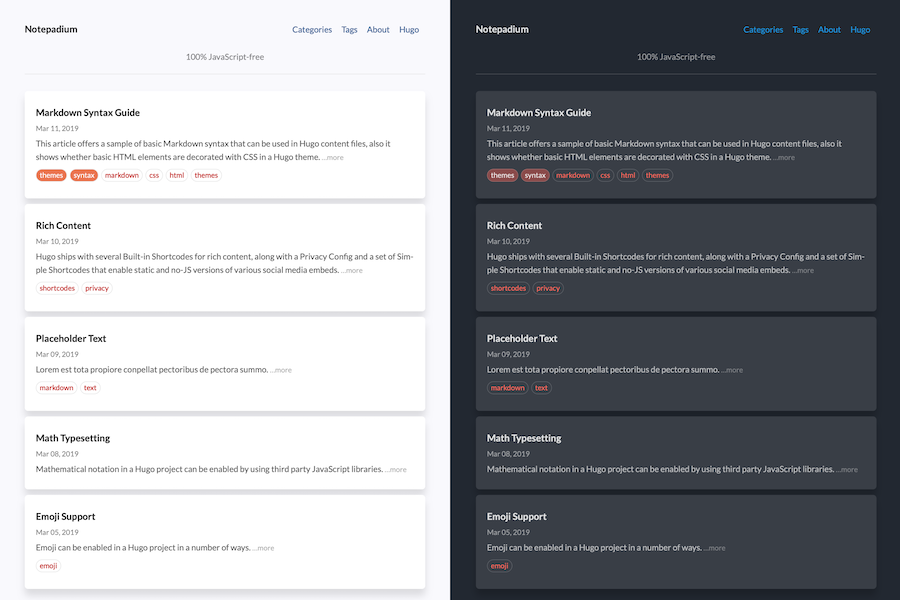 Notepadium
Categories Tags About Hugo
100% JavaScript-free
Markdown Syntax Guide
Mar 11, 2019
This article offers a sample of basic Markdown syntax that can be used in Hugo content files, also it
shows whether basic HTML elements are decorated with CSS in a Hugo theme. ...more
themes syntax markdown css html themes
Rich Content
Mar 10, 2019
Hugo ships with several Built-in Shortcodes for rich content, along with a Privacy Config and a set of Sim-
ple Shortcodes that enable static and no-JS versions of various social media embeds. ...more
shortcodes privacy
Placeholder Text
Mar 09, 2019
Lorem est tota propiore conpellat pectoribus de pectora summo. ...more
markdown text
Math Typesetting
Mar 08, 2019
Mathematical notation in a Hugo project can be enabled by using third party JavaScript libraries. ...more
Emoji Support
Mar 05, 2019
Emoji can be enabled in a Hugo project in a number of ways. ...more
emoji
Notepadium
Categories Tags About Hugo
100% JavaScript-free
Markdown Syntax Guide
Mar 11, 2019
This article offers a sample of basic Markdown syntax that can be used in Hugo content files, also it
shows whether basic HTML elements are decorated with CSS in a Hugo theme. ...more
themes syntax markdown css html themes
Rich Content
Mar 10, 2019
Hugo ships with several Built-in Shortcodes for rich content, along with a Privacy Config and a set of Sim-
ple Shortcodes that enable static and no-JS versions of various social media embeds. ...more
shortcodes privacy
Placeholder Text
Mar 09, 2019
Lorem est tota propiore conpellat pectoribus de pectora summo. ...more
markdown text
Math Typesetting
Mar 08, 2019
Mathematical notation in a Hugo project can be enabled by using third party JavaScript libraries. ...more
Emoji Support
Mar 05, 2019
Emoji can be enabled in a Hugo project in a number of ways. ...more
emoji